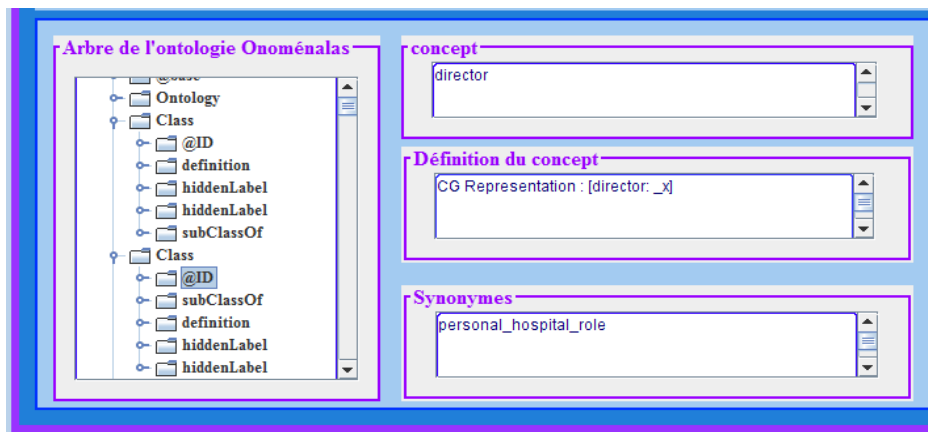 Arbre de l'ontologie Onoménalas
Ontology
Class
@ID
definition
hiddenLabel
hiddenLabel
subClassOf
Class
@ID
subClassOf
definition
hiddenLabel
hiddenLabel
concept
director
Définition du concept
CG Representation : [director: _x]
Synonymes
personal_hospital_role